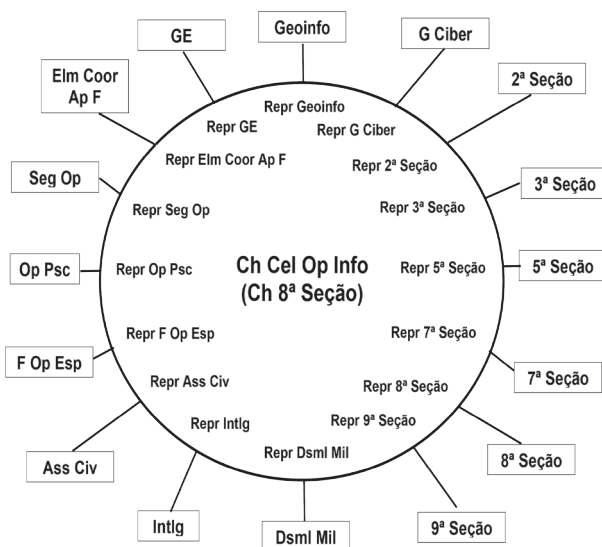 Geoinfo
GE
G Ciber
Elm Coor
Ap F
2ª Seção
Repr Geoinfo
Repr GE
Repr G Ciber
Repr Elm Coor Ap F
Repr 2ª Seção
Seg Op
3ª Seção
Repr Seg Op
Repr 3ª Seção
Op Psc
Repr Op Psc
Ch Cel Op Info
(Ch 8ª Seção)
Repr 5ª Seção
5ª Seção
Repr F Op Esp
Repr 7ª Seção
F Op Esp
7ª Seção
Repr Ass Civ
Repr 8ª Seção
Repr Intlg
Repr 9ª Seção
Repr Dsml Mil
Ass Civ
8ª Seção
Intlg
Dsml Mil
9ª Seção